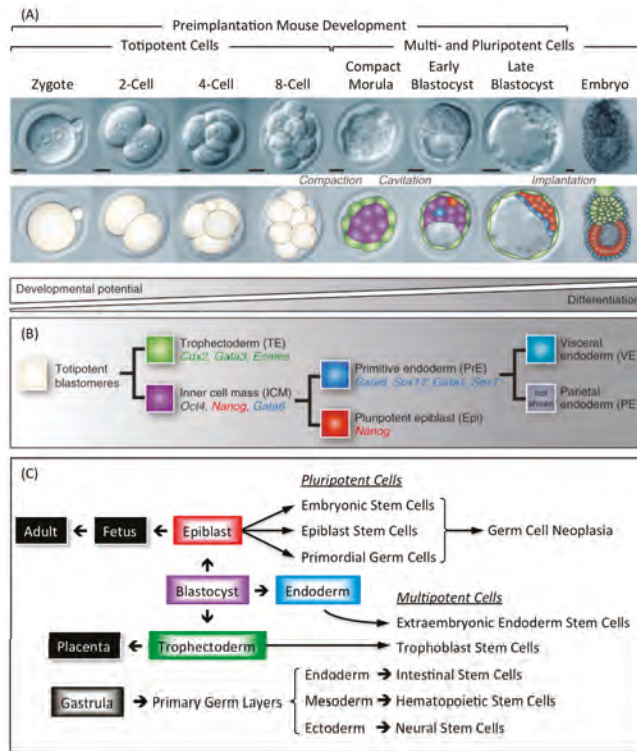 (A)
Preimplantation Mouse Development
Totipotent Cells
Multi- and Pluripotent Cells
Zygote
2-Cell
4-Cell
8-Cell
Compact
Morula
Early
Blastocyst
Late
Blastocyst
Embryo
Compaction
Cavitation
Implantation
Developmental potential
Differentiation
(B)
Totipotent
blastomeres
Trophectoderm (TE)
Cdx2, Gata3, Eomes
Inner cell mass (ICM)
Oct4, Nanog, Gata6
Primitive endoderm (PrE)
Gata6, Sox17, Gata4,
Pluripotent epiblast (Epi)
Nanog
Visceral
endoderm (VE)
not
shown
Parietal
endoderm (PE)
(C)
Pluripotent Cells
Embryonic Stem Cells
Adult
Fetus
Epiblast
Epiblast Stem Cells
Germ Cell Neoplasia
Primordial Germ Cells
Blastocyst
Endoderm
Multipotent Cells
Extraembryonic Endoderm Stem Cells
Placenta
Trophectoderm
Trophoblast Stem Cells
Gastrula
Primary Germ Layers
Endoderm
Intestinal Stem Cells
Mesoderm
Hematopoietic Stem Cells
Ectoderm
Neural Stem Cells